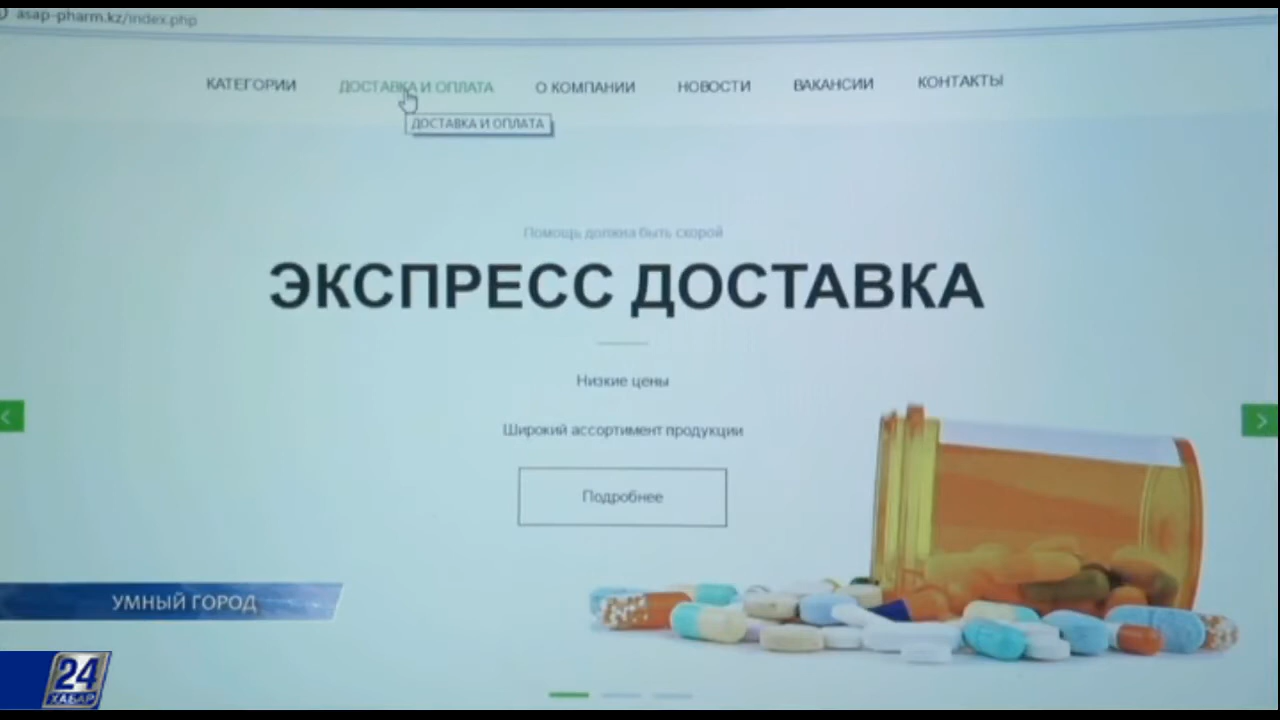 asap-pharm.kz/index.php
КАТЕГОРИИ
ДОСТАВКА И ОПЛАТА
О КОМПАНИИ
НОВОСТИ
ВАКАНСИИ
КОНТАКТЫ
ДОСТАВКА И ОПЛАТА
Помощь должна быть скорой
ЭКСПРЕСС ДОСТАВКА
Низкие цены
Широкий ассортимент продукции
Подробнее
УМНЫЙ ГОРОД
24
ХАБАР